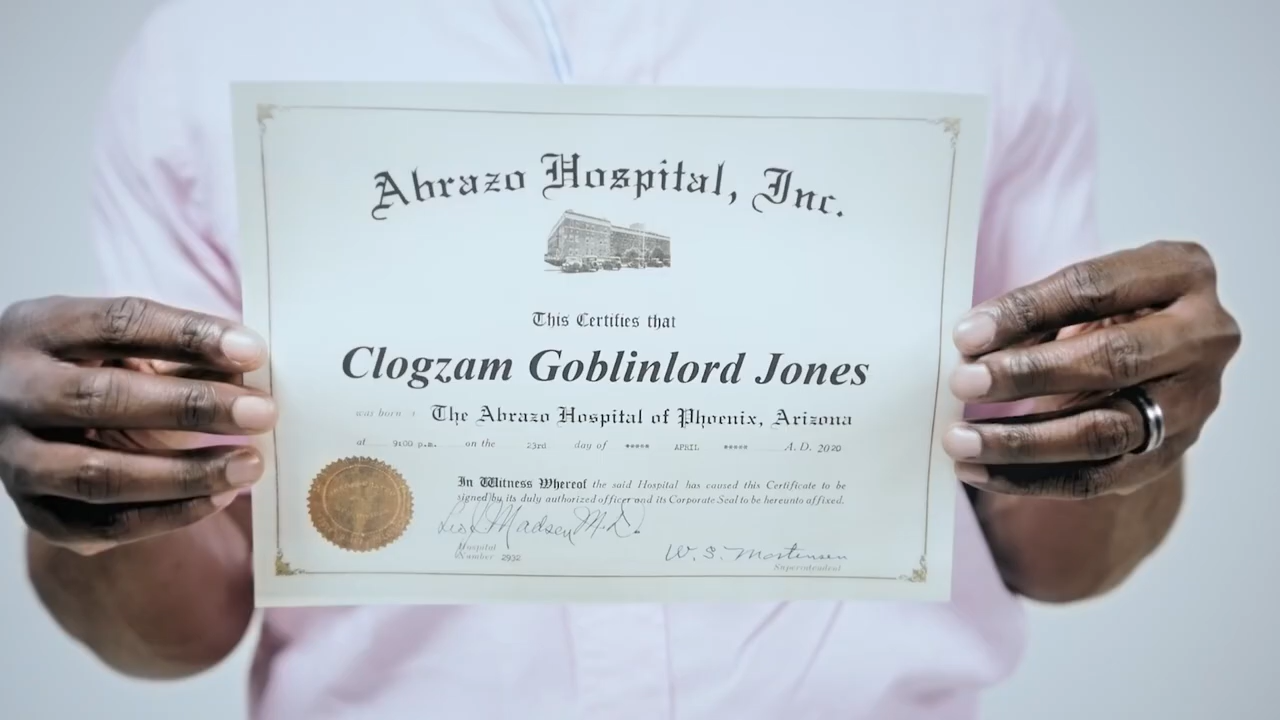 Abrazo Hospital, Inc.
This Certifies that
Clogzam Goblinlord Jones
was born The Abrazo Hospital of Phoenix, Arizona
at 9:00 p.m. on the 23rd day of ***** APRIL ***** A.D. 2020
In Witness Whereof the said Hospital has caused this Certificate to be
signed by its duly authorized officer and its Corporate Seal to be hereunto affixed.
Madsen M.D.
W. S. Mortensen
Hospital
Number 2932
Superintendent